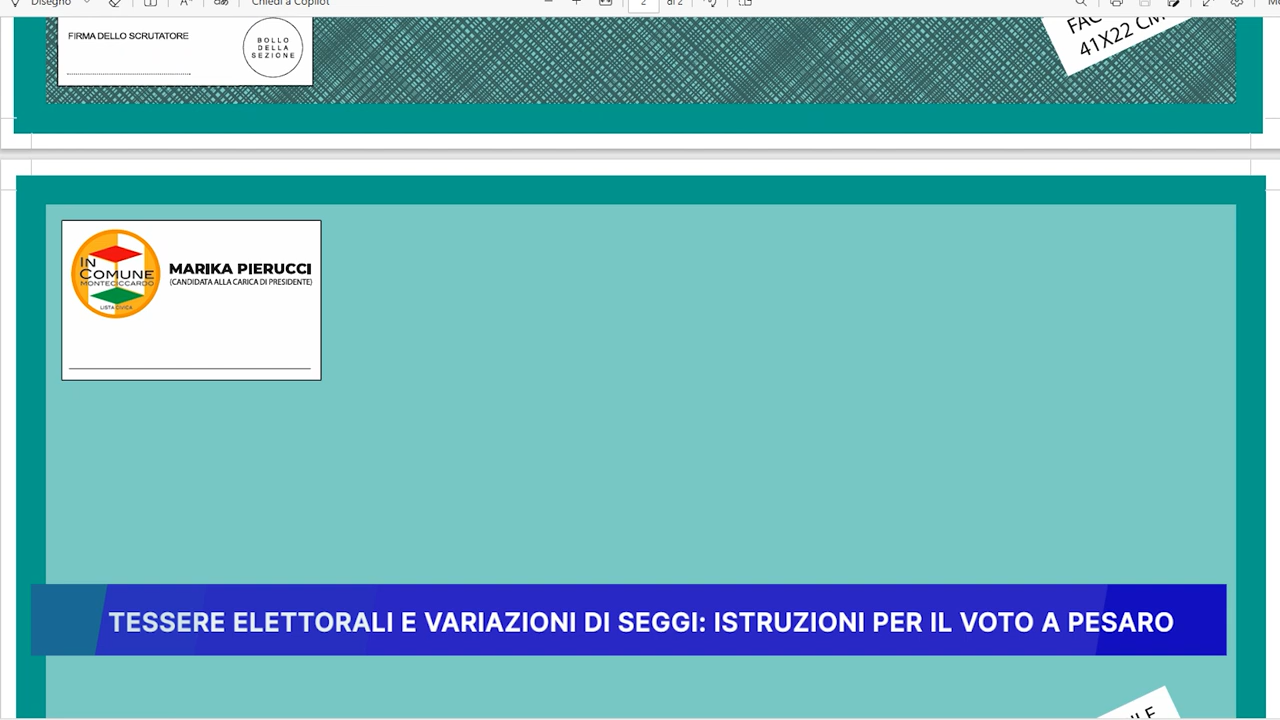 Disegno
Chiedi a Copilot
2
di 2
FIRMA DELLO SCRUTATORE
BOLLO
DELLA
SEZIONE
41X22 CM
IN
COMUNE
MONTECICCARDO
LISTA CIVICA
MARIKA PIERUCCI
(CANDIDATA ALLA CARICA DI PRESIDENTE)
TESSERE ELETTORALI E VARIAZIONI DI SEGGI: ISTRUZIONI PER IL VOTO A PESARO